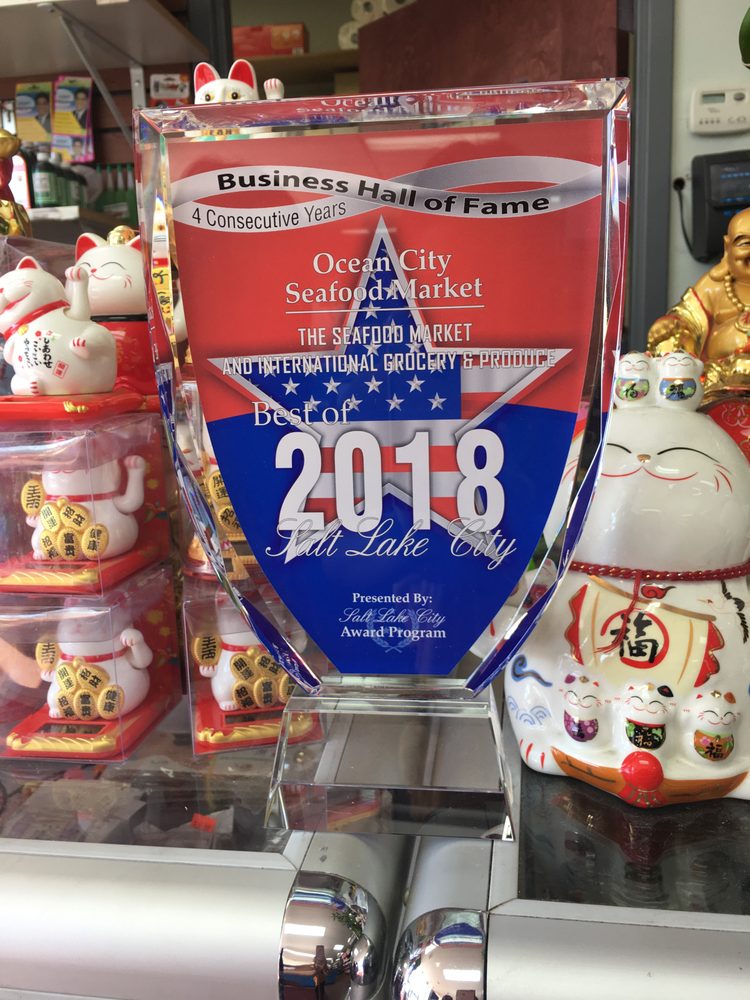 Business Hall of Fame
4 Consecutive Years
Ocean City
Seafood Market
THE SEAFOOD MARKET
AND INTERNATIONAL GROCERY & PRODUCE
Best of
2018
Salt Lake City
Presented By:
Salt Lake City
Award Program
福